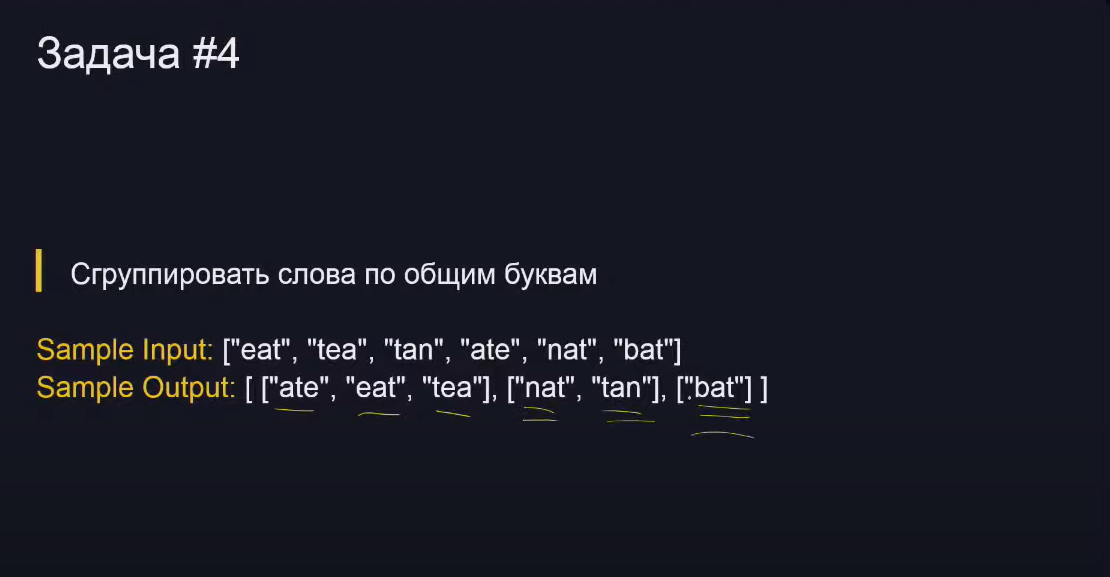 Задача #4
Сгруппировать слова по общим буквам
Sample Input: ["eat", "tea", "tan", "ate", "nat", "bat"]
Sample Output: [ ["ate", "eat", "tea"], ["nat", "tan"], ["bat"] ]